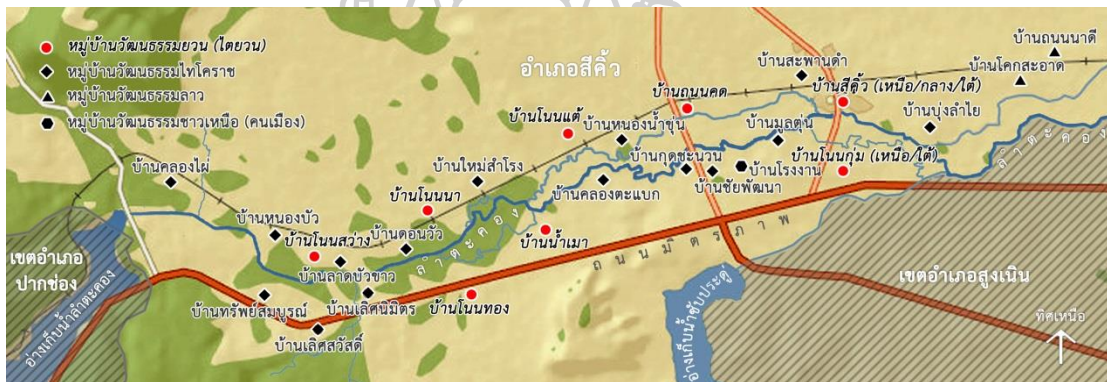 หมู่บ้านวัฒนธรรมยวน (ไตยวน)
หมู่บ้านวัฒนธรรมไทโคราช
หมู่บ้านวัฒนธรรมลาว
หมู่บ้านวัฒนธรรมชาวเหนือ (คนเมือง)
อำเภอสีคิ้ว
บ้านถนนนาดี
บ้านโคกสะอาด
บ้านสะพานดำ
บ้านสีคิ้ว (เหนือ/กลาง/ใต้)
บ้านถนนคด
บ้านบุ่งลำไย
บ้านโนนแต้
บ้านหนองน้ำขุ่น
บ้านมูลตุ่น
บ้านกุดชะนวน
บ้านโนนกุ่ม (เหนือ/ใต้)
ลำตะคอง
บ้านโรงงาน
บ้านชัยพัฒนา
บ้านคลองตะแบก
บ้านใหม่สำโรง
บ้านคลองไผ่
บ้านโนนนา
บ้านหนองบัว
บ้านโนนสว่าง
บ้านดอนวัว
ลำตะคอง
บ้านน้ำเมา
ถนนมิตรภาพ
เขตอำเภอ
ปากช่อง
บ้านลาดบัวขาว
เขตอำเภอสูงเนิน
บ้านทรัพย์สมบูรณ์
บ้านเลิศนิมิตร
บ้านโนนทอง
บ้านเลิศสวัสดิ์
อ่างเก็บน้ำลำตะคอง
อ่างเก็บน้ำซับประดู่
ทิศเหนือ